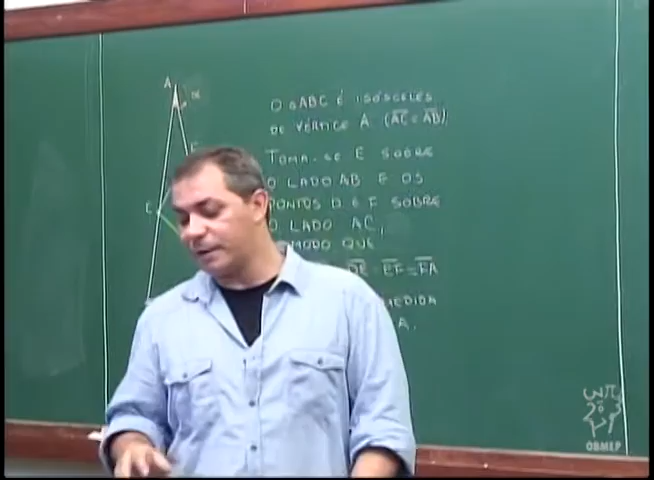 A
O △ABC É ISÓSCELES
DE VÉRTICE A (AC = AB)
TOMA-SE E SOBRE
O LADO AB E OS
PONTOS D E F SOBRE
O LADO AC,
MODO QUE
DE = EF = FA
MEDIDA
A.
E
OBMEP